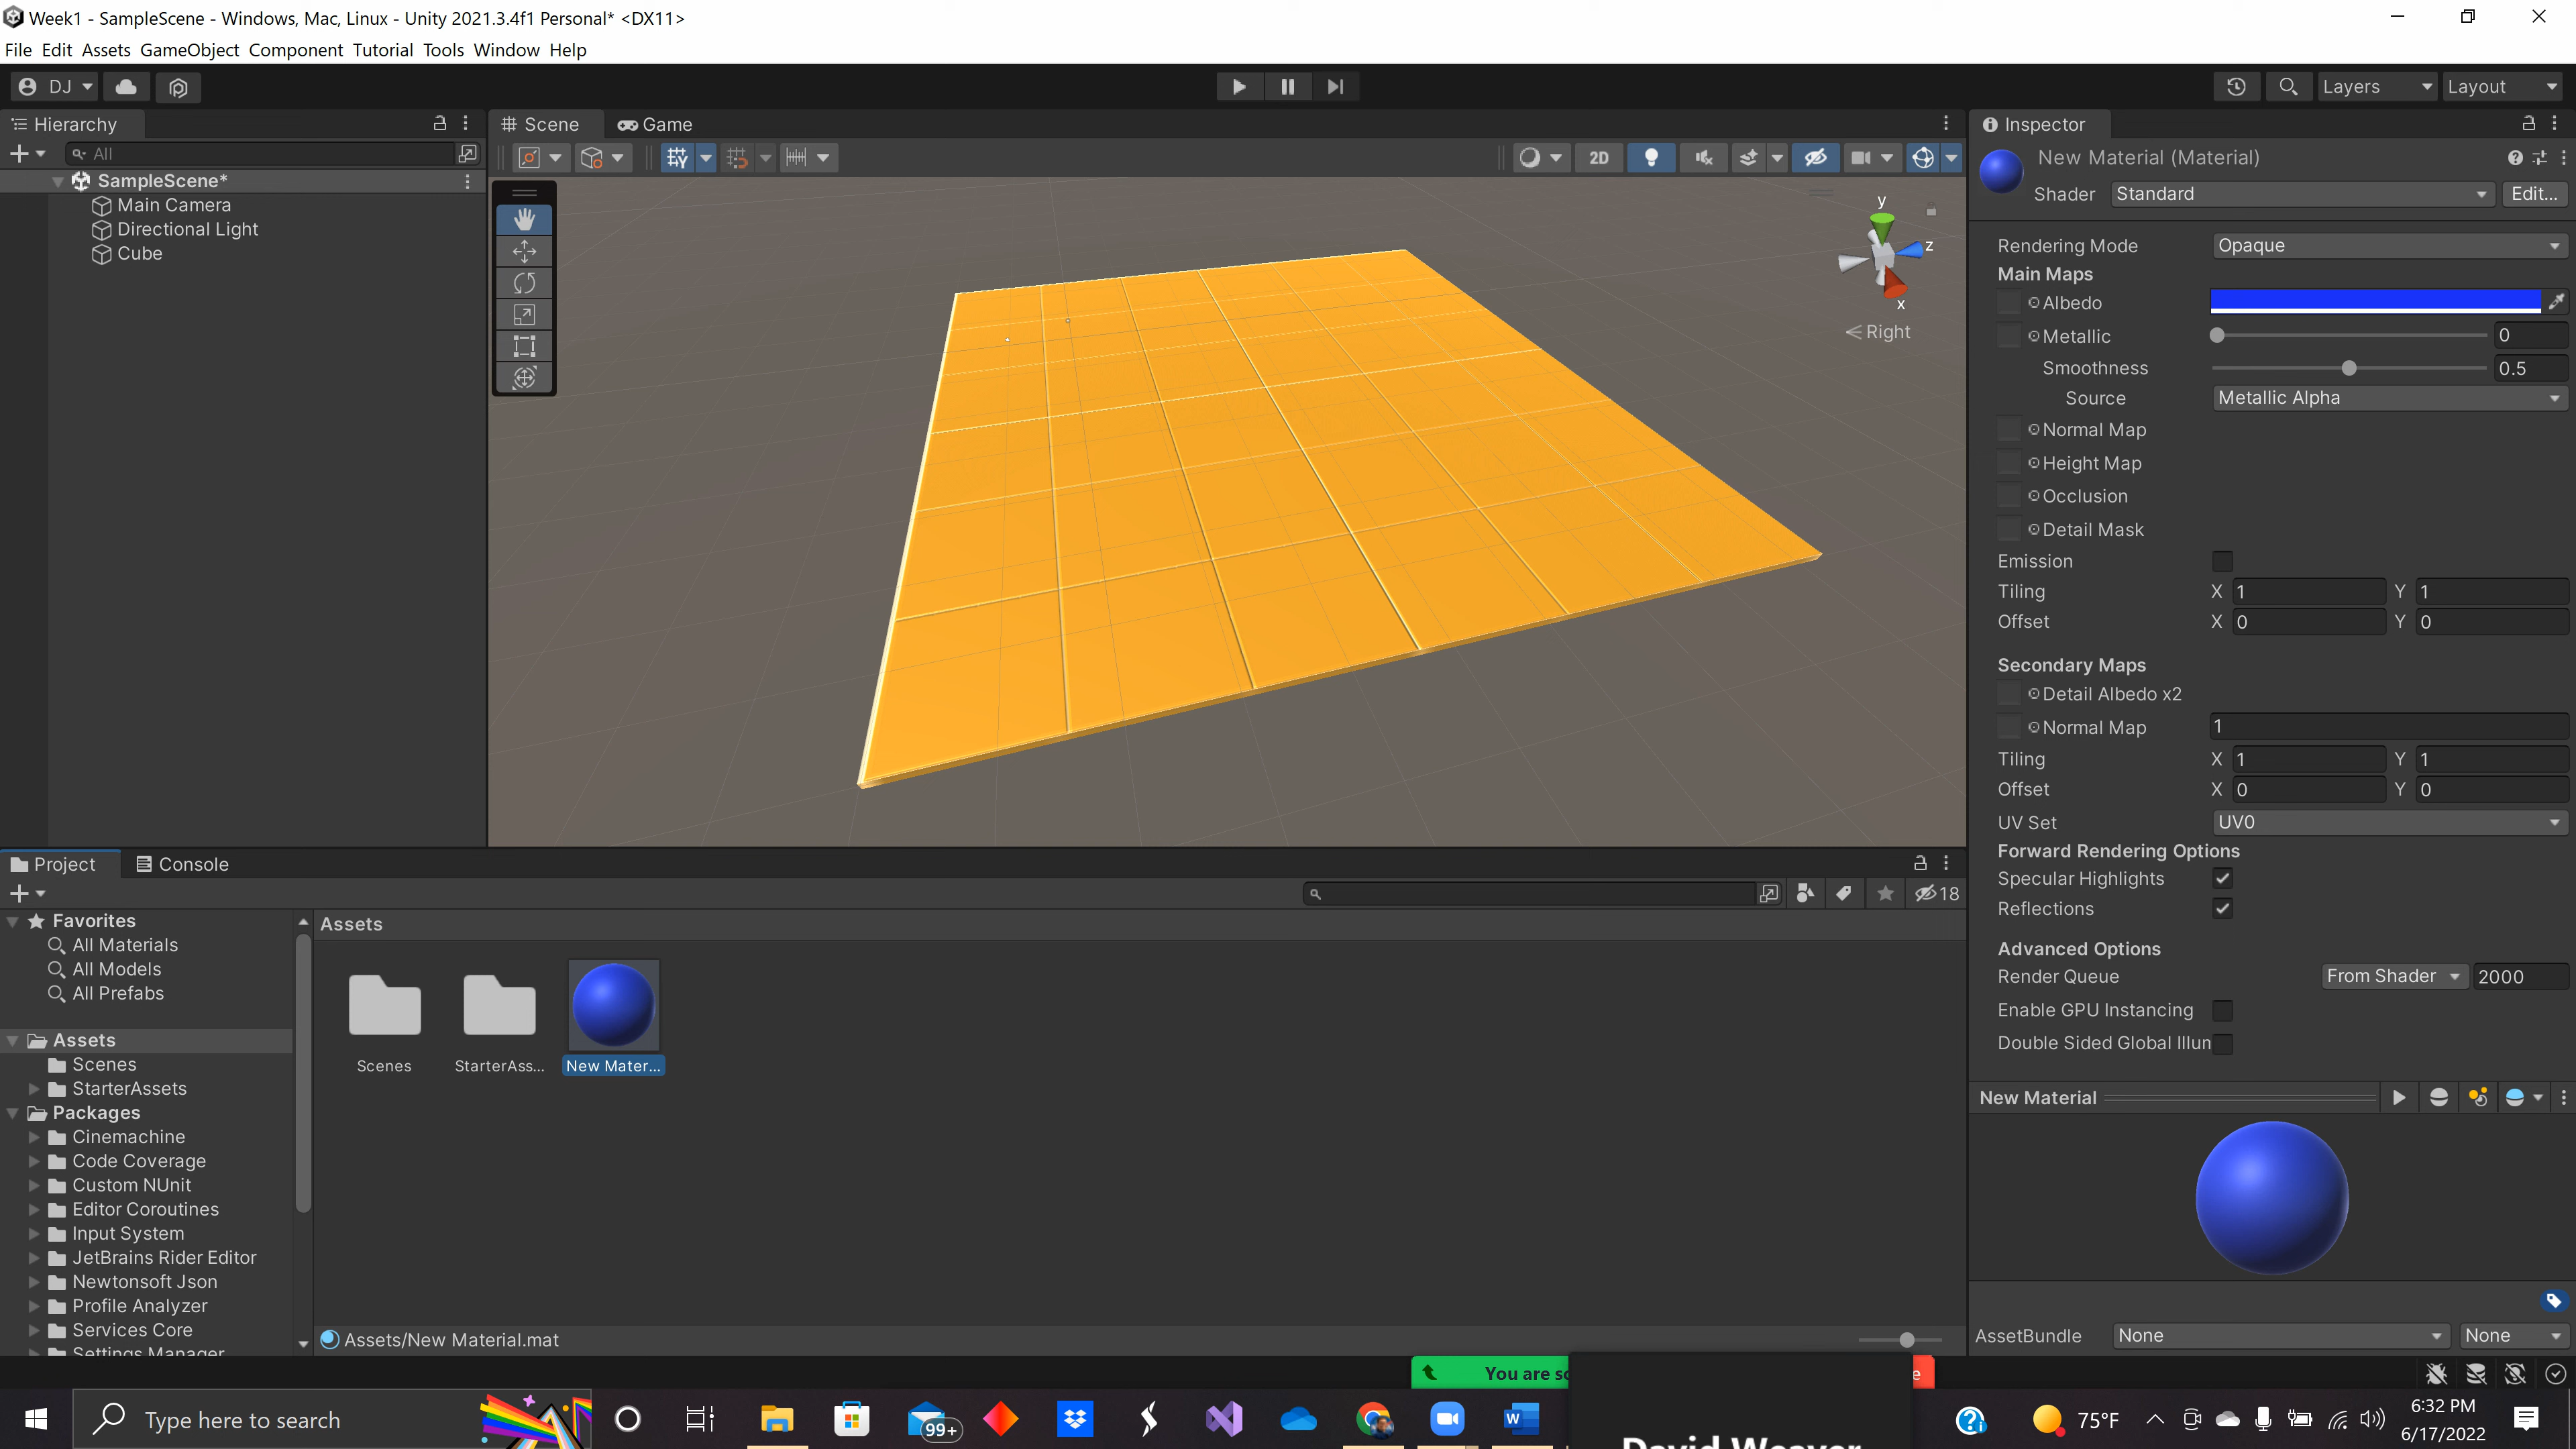 Week1 - SampleScene - Windows, Mac, Linux - Unity 2021.3.4f1 Personal* <DX11>
File Edit Assets GameObject Component Tutorial Tools Window Help
DJ
Layers
Layout
Hierarchy
All
SampleScene*
Main Camera
Directional Light
Cube
Scene
Game
2D
y
z
x
Right
Inspector
New Material (Material)
Shader
Standard
Edit...
Rendering Mode
Opaque
Main Maps
Albedo
Metallic
0
Smoothness
0.5
Source
Metallic Alpha
Normal Map
Height Map
Occlusion
Detail Mask
Emission
Tiling X 1 Y 1
Offset X 0 Y 0
Secondary Maps
Detail Albedo x2
Normal Map 1
Tiling X 1 Y 1
Offset X 0 Y 0
UV Set UV0
Forward Rendering Options
Specular Highlights
Reflections
Advanced Options
Render Queue From Shader 2000
Enable GPU Instancing
Double Sided Global Illun
New Material
AssetBundle None None
Project
Console
18
Favorites
All Materials
All Models
All Prefabs
Assets
Scenes
StarterAssets
Packages
Cinemachine
Code Coverage
Custom NUnit
Editor Coroutines
Input System
JetBrains Rider Editor
Newtonsoft Json
Profile Analyzer
Services Core
Settings Manager
Assets
Scenes
StarterAss...
New Mater...
Assets/New Material.mat
You are sc
e
Type here to search
99+
W
David Weaver
75°F
6:32 PM
6/17/2022